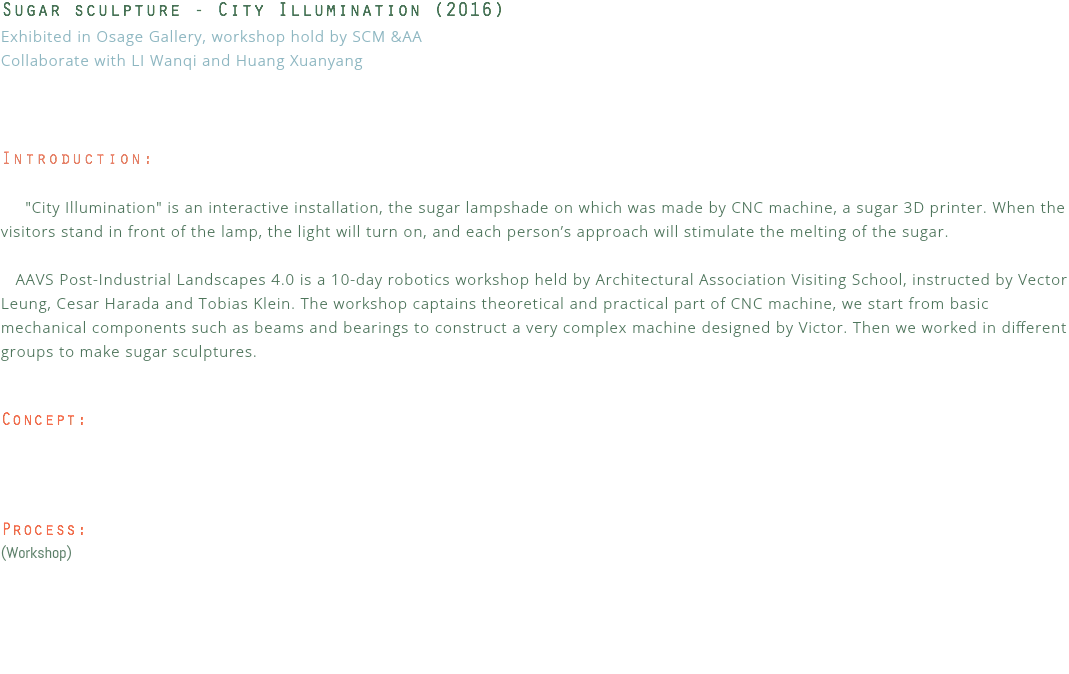 Sugar sculpture - City Illumination (2016)
Exhibited in Osage Gallery, workshop hold by SCM &AA
Collaborate with LI Wanqi and Huang Xuanyang
Introduction:
"City Illumination" is an interactive installation, the sugar lampshade on which was made by CNC machine, a sugar 3D printer. When the
visitors stand in front of the lamp, the light will turn on, and each person’s approach will stimulate the melting of the sugar.
AAVS Post-Industrial Landscapes 4.0 is a 10-day robotics workshop held by Architectural Association Visiting School, instructed by Vector
Leung, Cesar Harada and Tobias Klein. The workshop captains theoretical and practical part of CNC machine, we start from basic
mechanical components such as beams and bearings to construct a very complex machine designed by Victor. Then we worked in different
groups to make sugar sculptures.
Concept:
Process:
(Workshop)